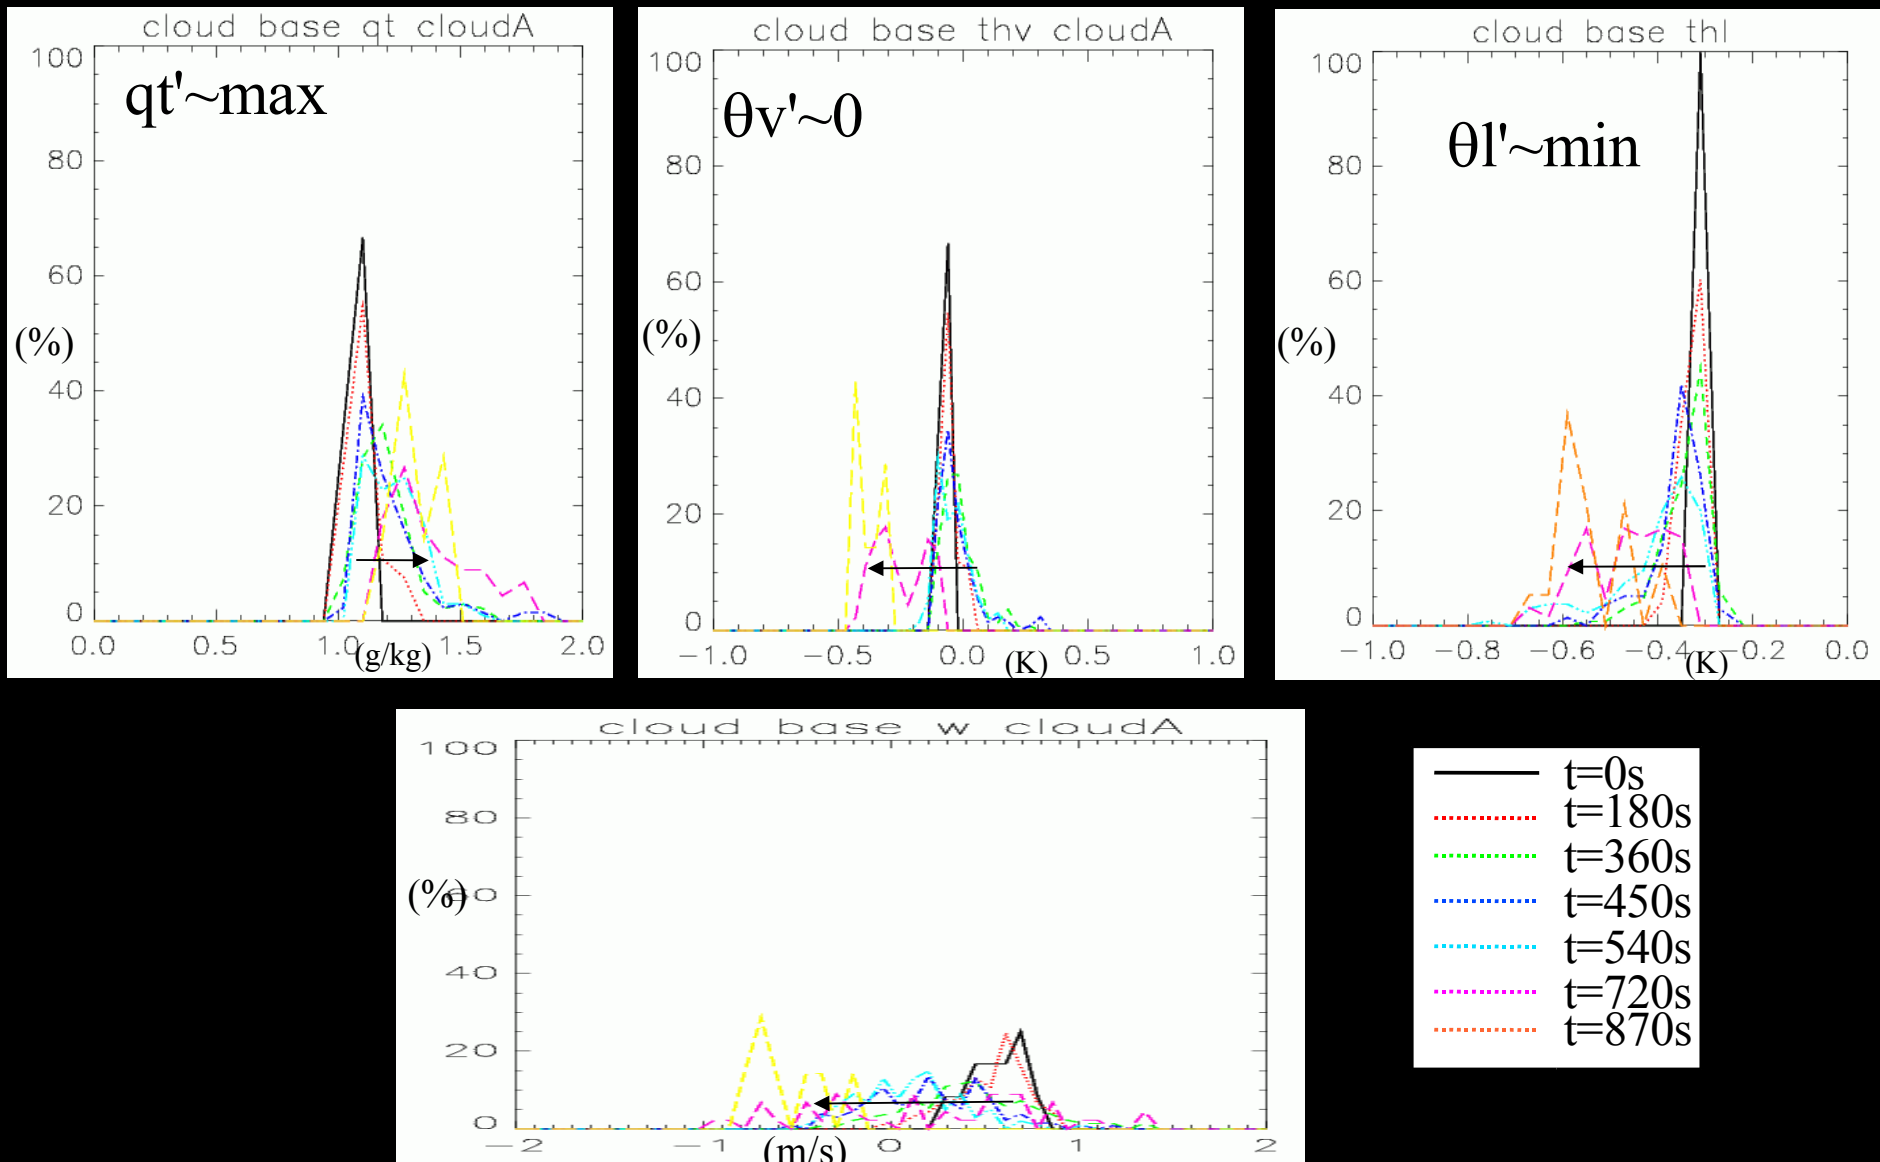 cloud base qt cloudA
qt'~max
100
80
60
(%)
40
20
0
0.0 0.5 1.0 1.5 2.0
(g/kg)
cloud base thv cloudA
θv'~0
100
80
60
(%)
40
20
0
−1.0 −0.5 0.0 0.5 1.0
(K)
cloud base thl
θl'~min
100
80
60
(%)
40
20
0
−1.0 −0.8 −0.6 −0.4 −0.2 0.0
(K)
cloud base w cloudA
100
80
(%)
60
40
20
0
−2 −1 0 1 2
(m/s)
t=0s
t=180s
t=360s
t=450s
t=540s
t=720s
t=870s